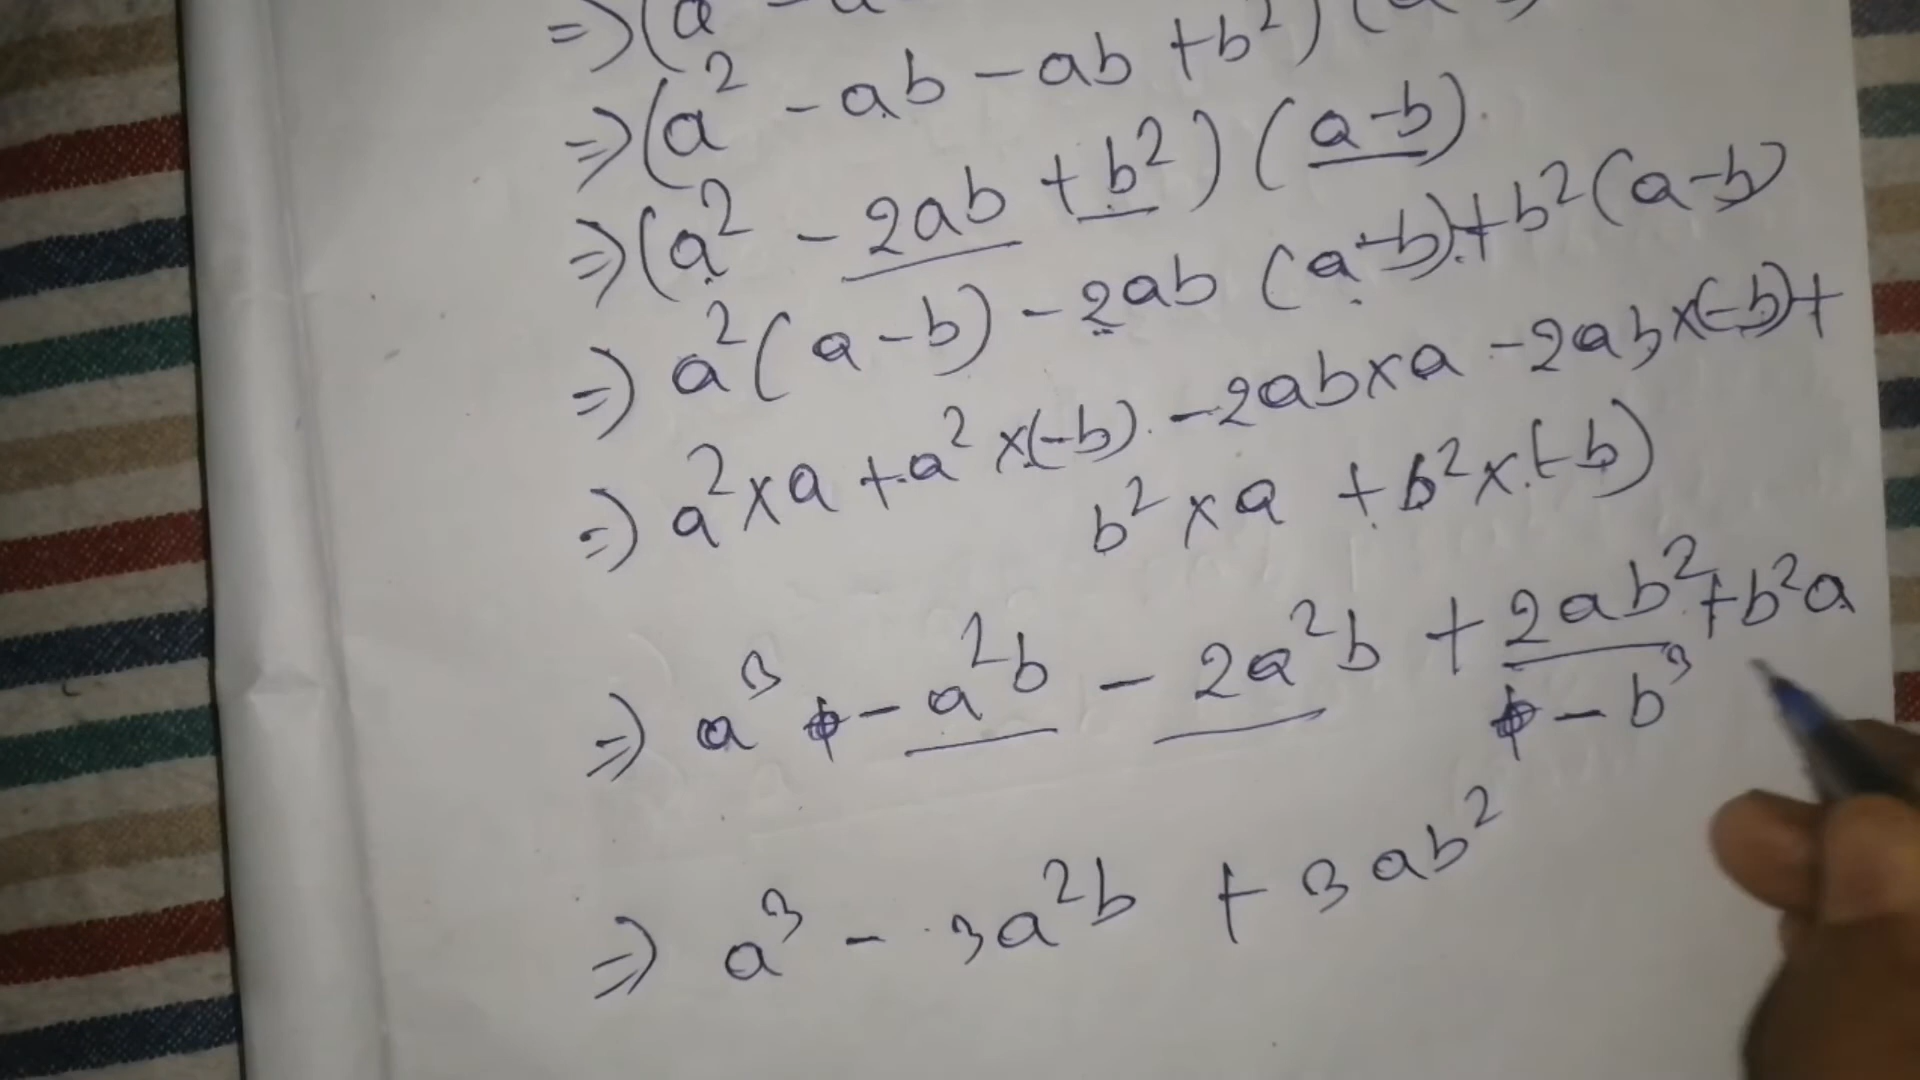 ⇒(a² - ab - ab + b²)(
⇒(a² - 2ab + b²)(a-b)
⇒ a²(a-b) - 2ab(a-b) + b²(a-b)
⇒ a²×a + a²×(-b) - 2ab×a - 2ab×(-b) +
b²×a + b²×(-b)
⇒ a³ - a²b - 2a²b + 2ab² + b²a
- b³
⇒ a³ - 3a²b + 3ab²